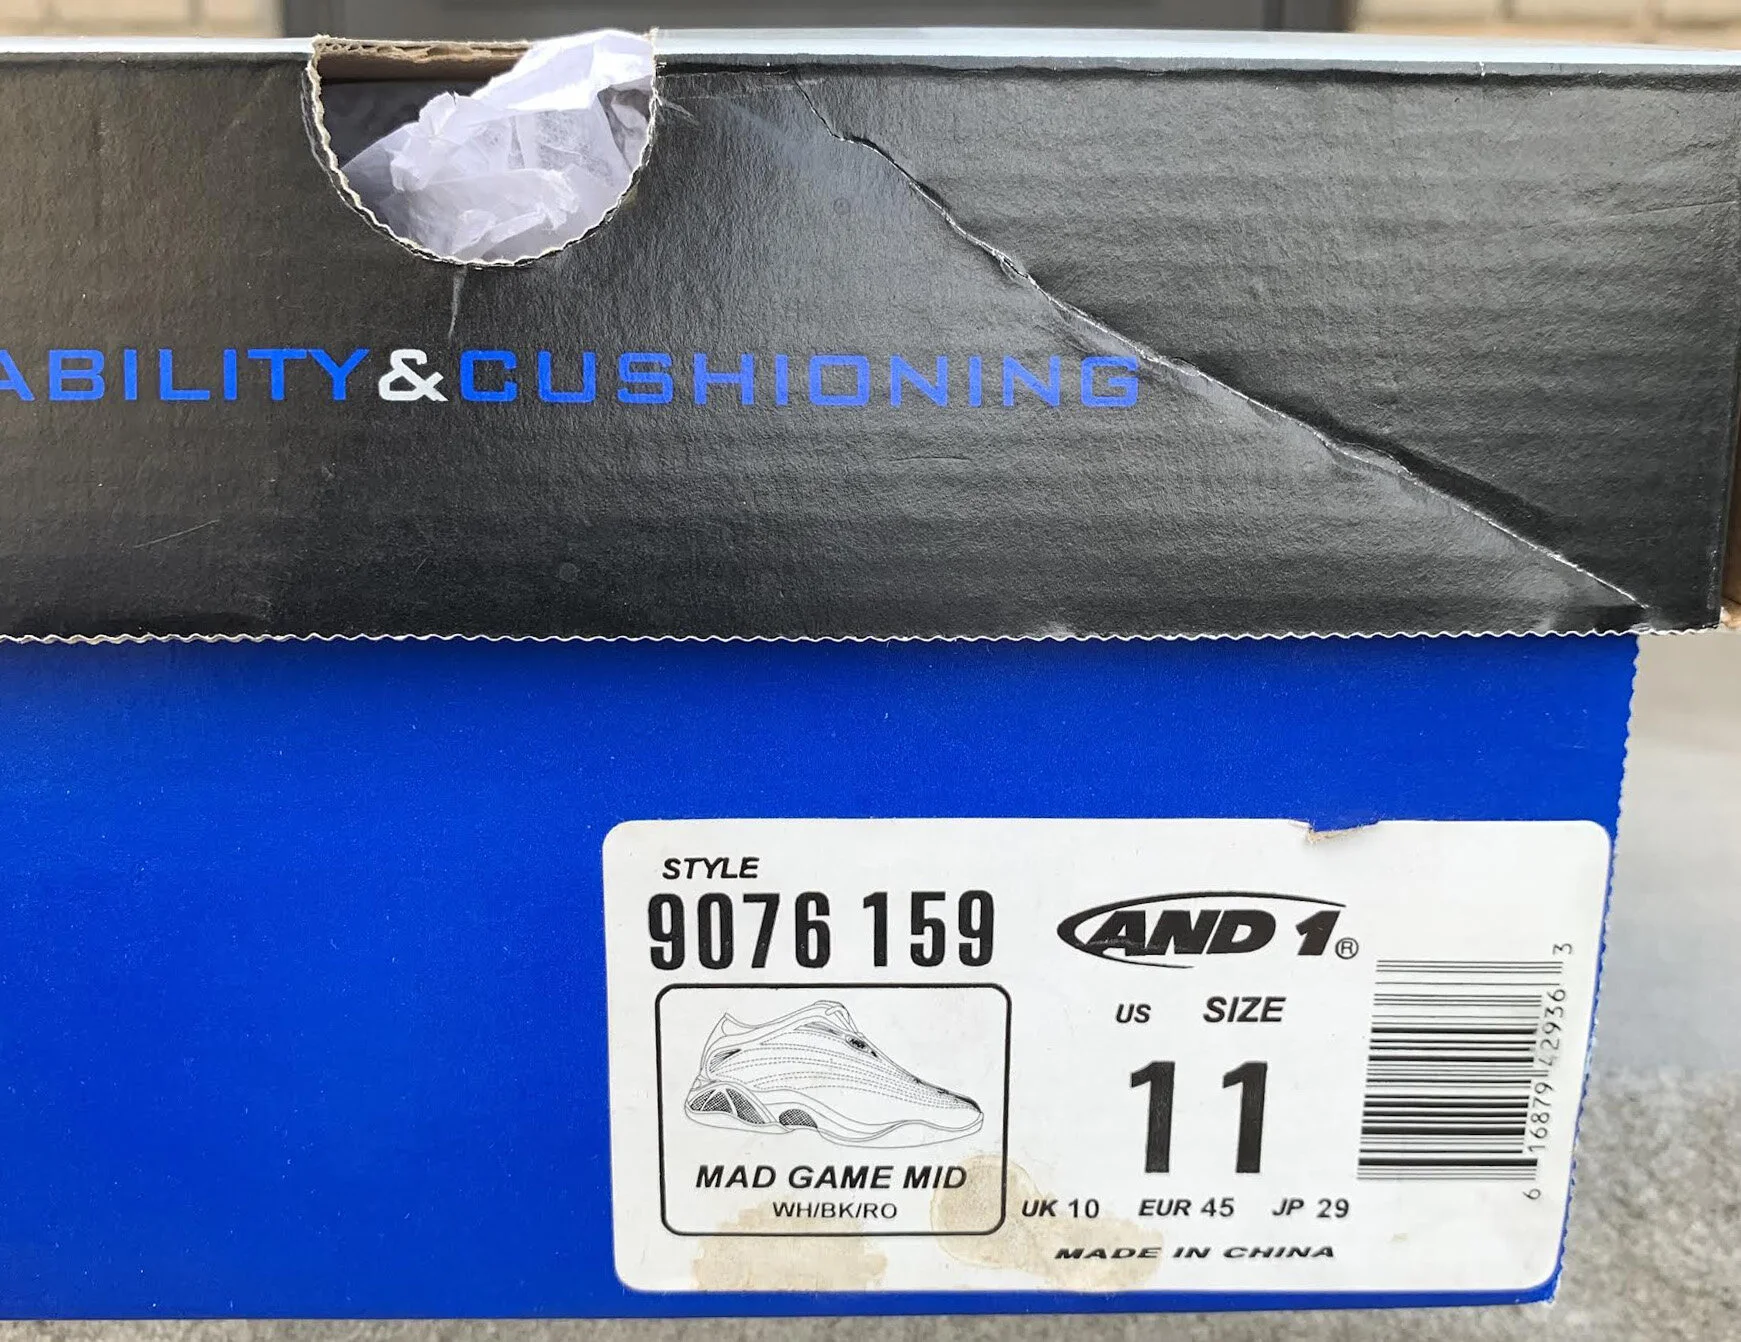 ABILITY&CUSHIONING
STYLE
9076 159
AND 1®
US SIZE
11
MAD GAME MID
WH/BK/RO
UK 10 EUR 45 JP 29
MADE IN CHINA
6 16879 42936 3